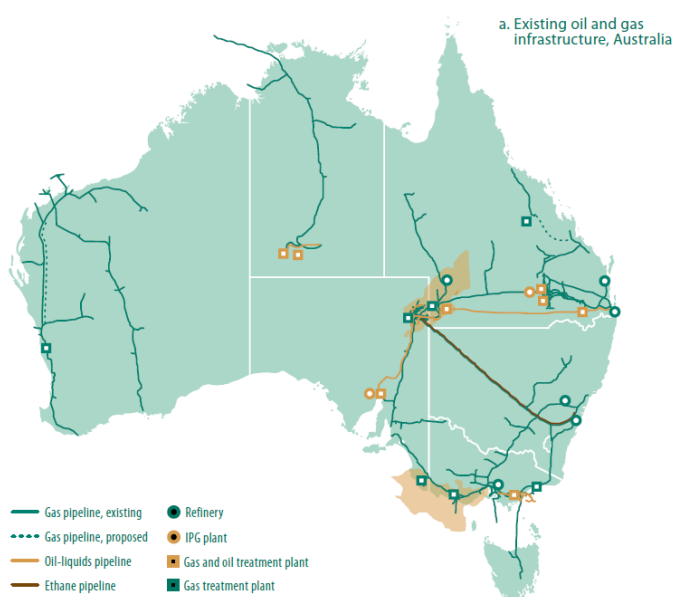 a. Existing oil and gas
infrastructure, Australia
Gas pipeline, existing
Gas pipeline, proposed
Oil-liquids pipeline
Ethane pipeline
Refinery
IPG plant
Gas and oil treatment plant
Gas treatment plant